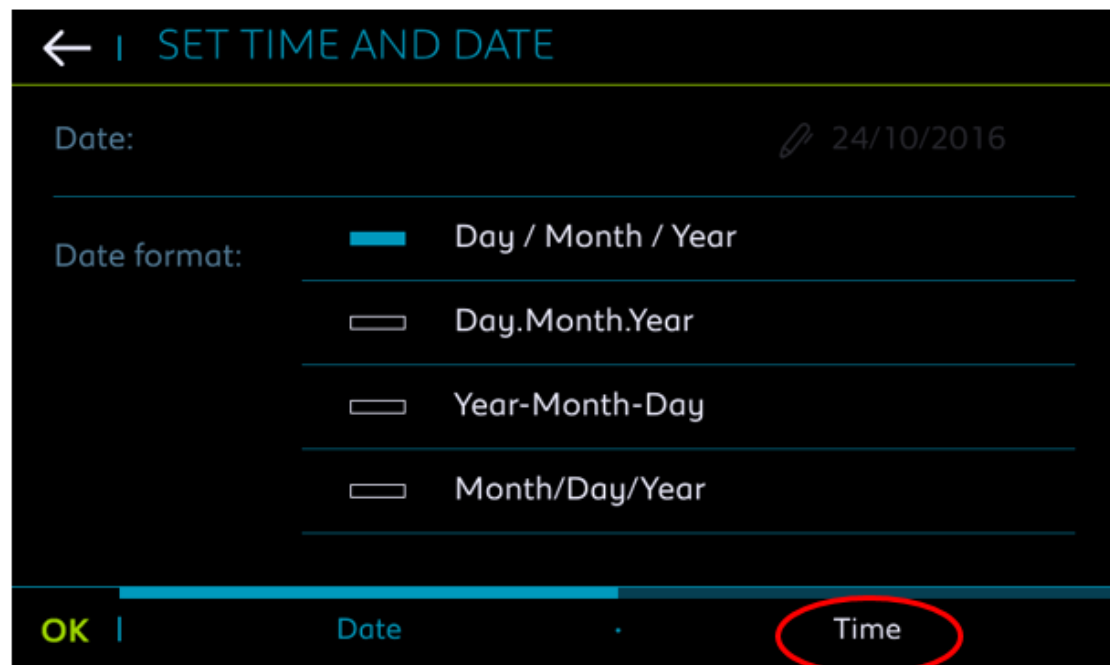 SET TIME AND DATE
Date: 24/10/2016
Date format: Day / Month / Year
Day.Month.Year
Year-Month-Day
Month/Day/Year
OK Date · Time